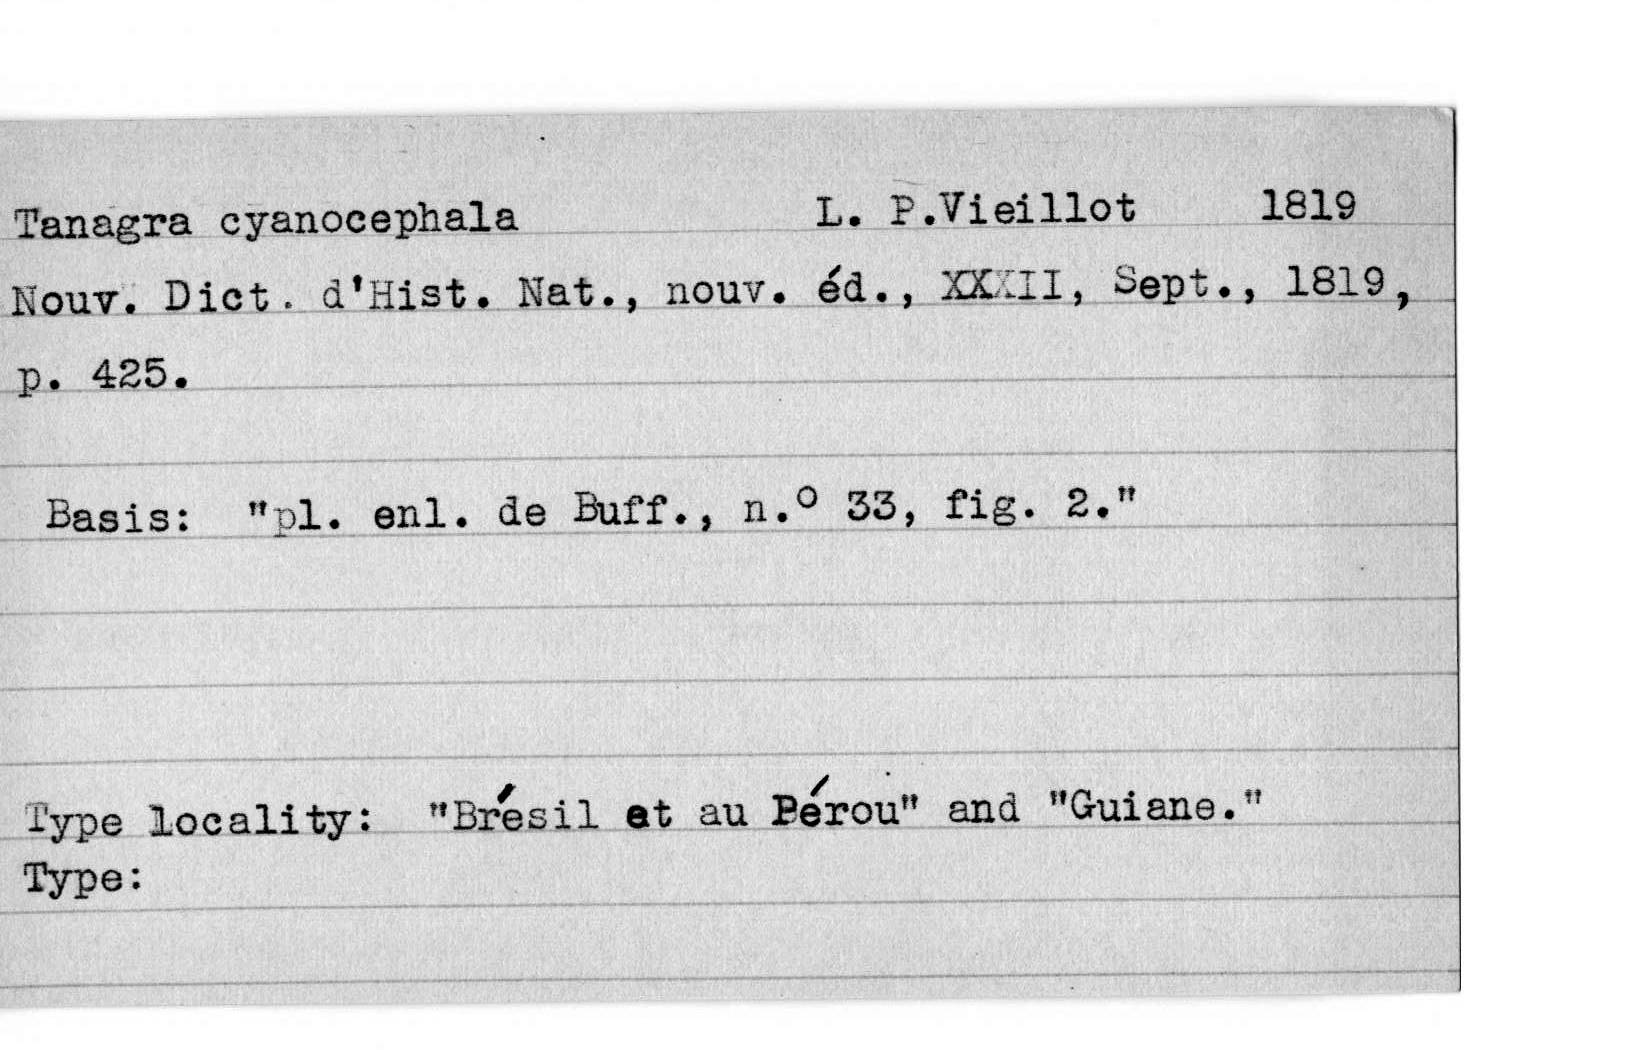 Tanagra cyanocephala L. P.Vieillot 1819
Nouv. Dict. d'Hist. Nat., nouv. éd., XXXII, Sept., 1819,
p. 425.
Basis: "pl. enl. de Buff., n.º 33, fig. 2."
Type locality: "Brésil et au Pérou" and "Guiane."
Type: